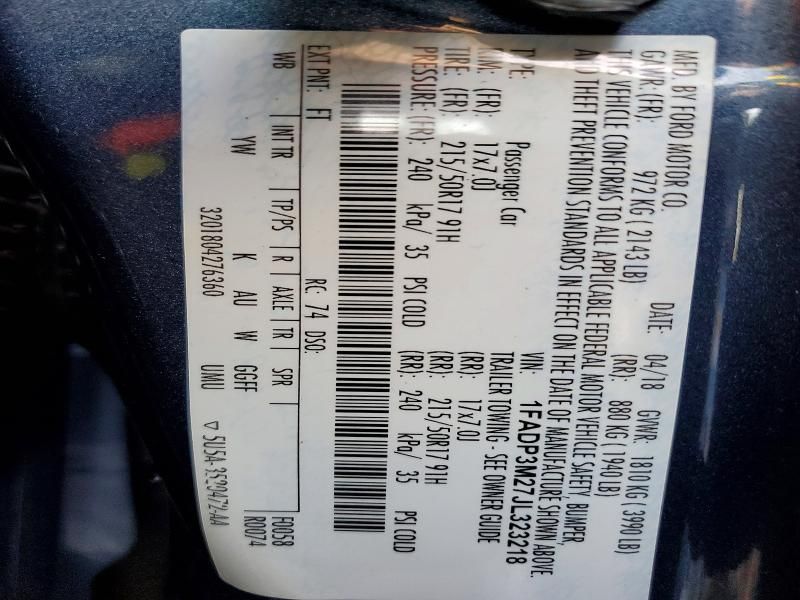 MFD. BY FORD MOTOR CO.
DATE: 04/18 GVWR: 1810 KG ( 3990 LB)
GAWR: (FR): 972 KG ( 2143 LB) (RR): 880 KG ( 1940 LB)
THIS VEHICLE CONFORMS TO ALL APPLICABLE FEDERAL MOTOR VEHICLE SAFETY, BUMPER,
AND THEFT PREVENTION STANDARDS IN EFFECT ON THE DATE OF MANUFACTURE SHOWN ABOVE.
VIN: 1FADP3M27JL323218
TYPE: Passenger Car TRAILER TOWING - SEE OWNER GUIDE
RIM: (FR): 17x7.0J (RR): 17x7.0J
TIRE: (FR): 215/50R17 91H (RR): 215/50R17 91H
PRESSURE: (FR): 240 kPa/ 35 PSI COLD (RR): 240 kPa/ 35 PSI COLD
EXT PNT: FT RC: 74 DSO: F0058
R0074
WB INT TR TP/PS R AXLE TR SPR
YW K AU W GGFF
UMU
3201804276360 ▽ 5U5A-